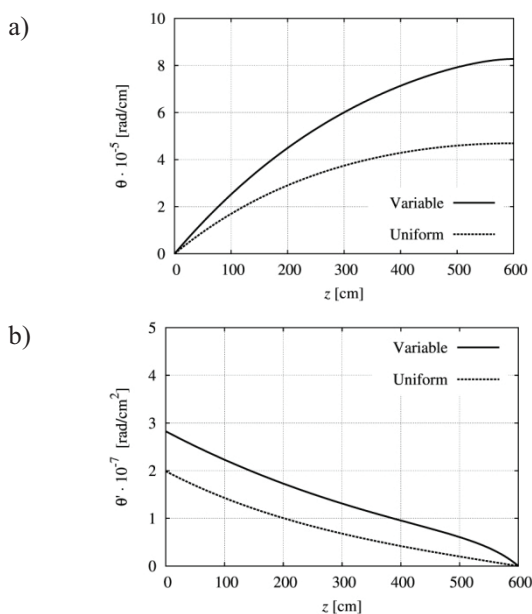 a)
10
8
6
4
2
0
θ · 10⁻⁵ [rad/cm]
Variable
Uniform
0 100 200 300 400 500 600
z [cm]
b)
5
4
3
2
1
0
θ' · 10⁻⁷ [rad/cm²]
Variable
Uniform
0 100 200 300 400 500 600
z [cm]